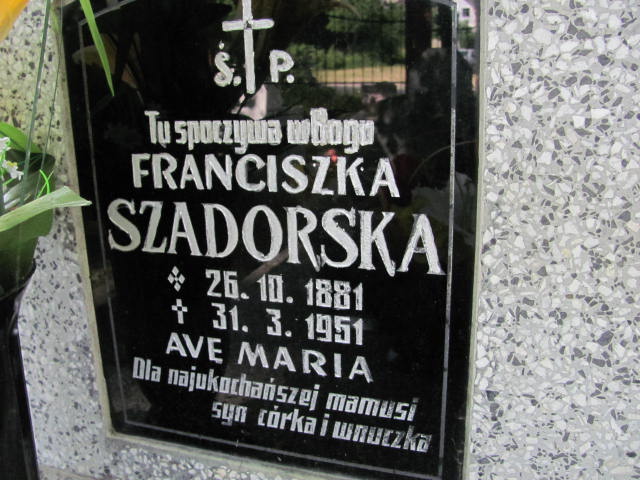 Ś. P.
Tu spoczywa w Bogu
FRANCISZKA
SZADORSKA
26. 10. 1881
✝ 31. 3. 1951
AVE MARIA
Dla najukochańszej mamusi
syn córka i wnuczka